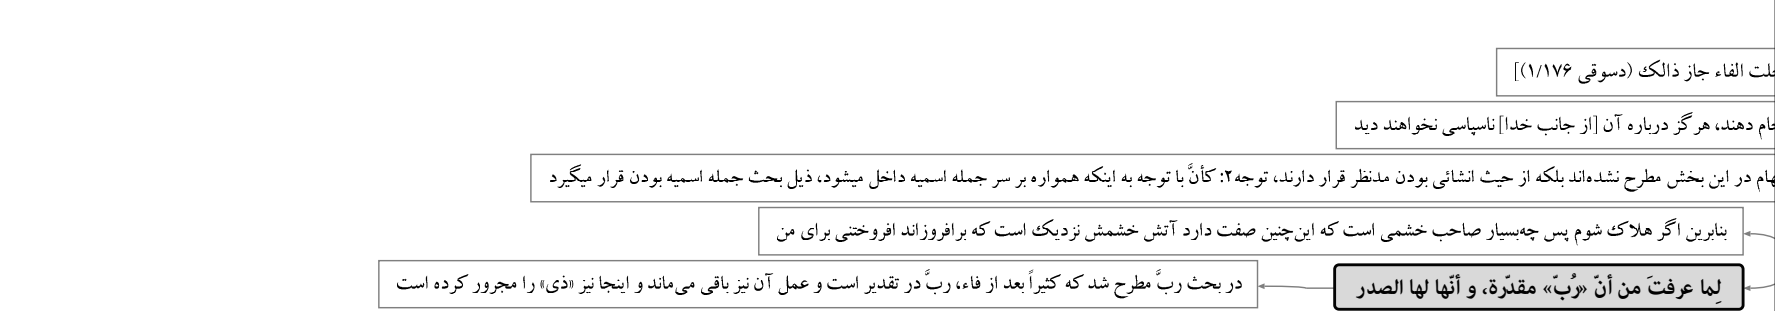 الفاء جاز ذالک (دسوقی ۱/۱۷۶)]
دهند، هرگز درباره آن [از جانب خدا] ناسپاسی نخواهند دید
در این بخش مطرح نشده‌اند بلکه از حیث انشائی بودن مدنظر قرار دارند، توجه۲: کأنَّ با توجه به اینکه همواره بر سر جمله اسمیه داخل میشود، ذیل بحث جمله اسمیه بودن قرار میگیرد
بنابرین اگر هلاک شوم پس چه‌بسیار صاحب خشمی است که این‌چنین صفت دارد آتش خشمش نزدیک است که برافروزاند افروختنی برای من
لِما عرفتَ من أنّ «رُبّ» مقدّرة، و أنّها لها الصدر
در بحث ربَّ مطرح شد که کثیراً بعد از فاء، ربَّ در تقدیر است و عمل آن نیز باقی می‌ماند و اینجا نیز «ذی» را مجرور کرده است